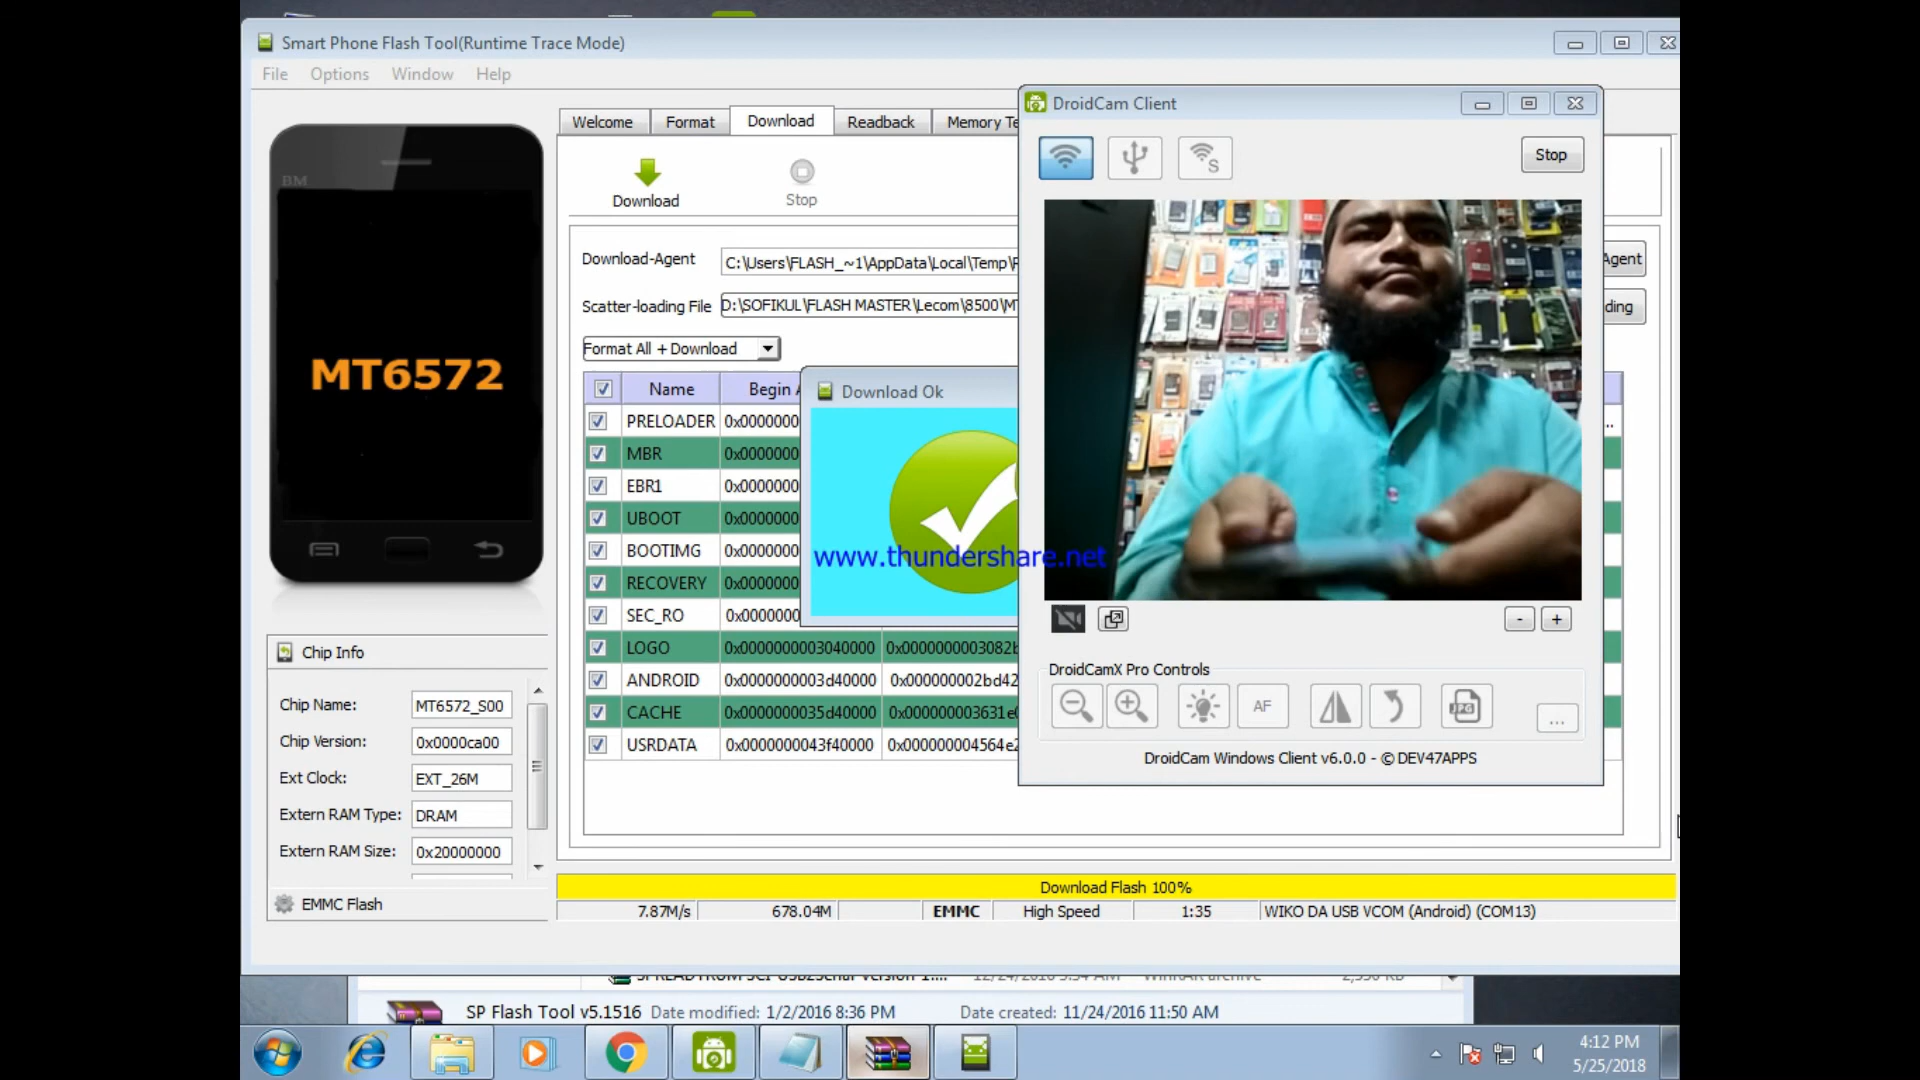 Smart Phone Flash Tool(Runtime Trace Mode)
File Options Window Help
Welcome Format Download Readback Memory Te
Download Stop
Download-Agent C:\Users\FLASH_~1\AppData\Local\Temp\F Agent
Scatter-loading File D:\SOFIKUL\FLASH MASTER\Lecom\8500\MT ding
Format All + Download
Name Begin A
PRELOADER 0x0000000 ..
MBR 0x0000000
EBR1 0x0000000
UBOOT 0x0000000
BOOTIMG 0x0000000
RECOVERY 0x0000000
SEC_RO 0x0000000
LOGO 0x0000000003040000 0x0000000003082b
ANDROID 0x0000000003d40000 0x000000002bd42
CACHE 0x0000000035d40000 0x000000003631e0
USRDATA 0x0000000043f40000 0x000000004564e2
BM
MT6572
Download Ok
www.thundershare.net
DroidCam Client
S
Stop
- +
DroidCamX Pro Controls
AF JPG ...
DroidCam Windows Client v6.0.0 - © DEV47APPS
Chip Info
Chip Name: MT6572_S00
Chip Version: 0x0000ca00
Ext Clock: EXT_26M
Extern RAM Type: DRAM
Extern RAM Size: 0x20000000
EMMC Flash
Download Flash 100%
7.87M/s 678.04M EMMC High Speed 1:35 WIKO DA USB VCOM (Android) (COM13)
SP Flash Tool v5.1516 Date modified: 1/2/2016 8:36 PM Date created: 11/24/2016 11:50 AM
4:12 PM
5/25/2018